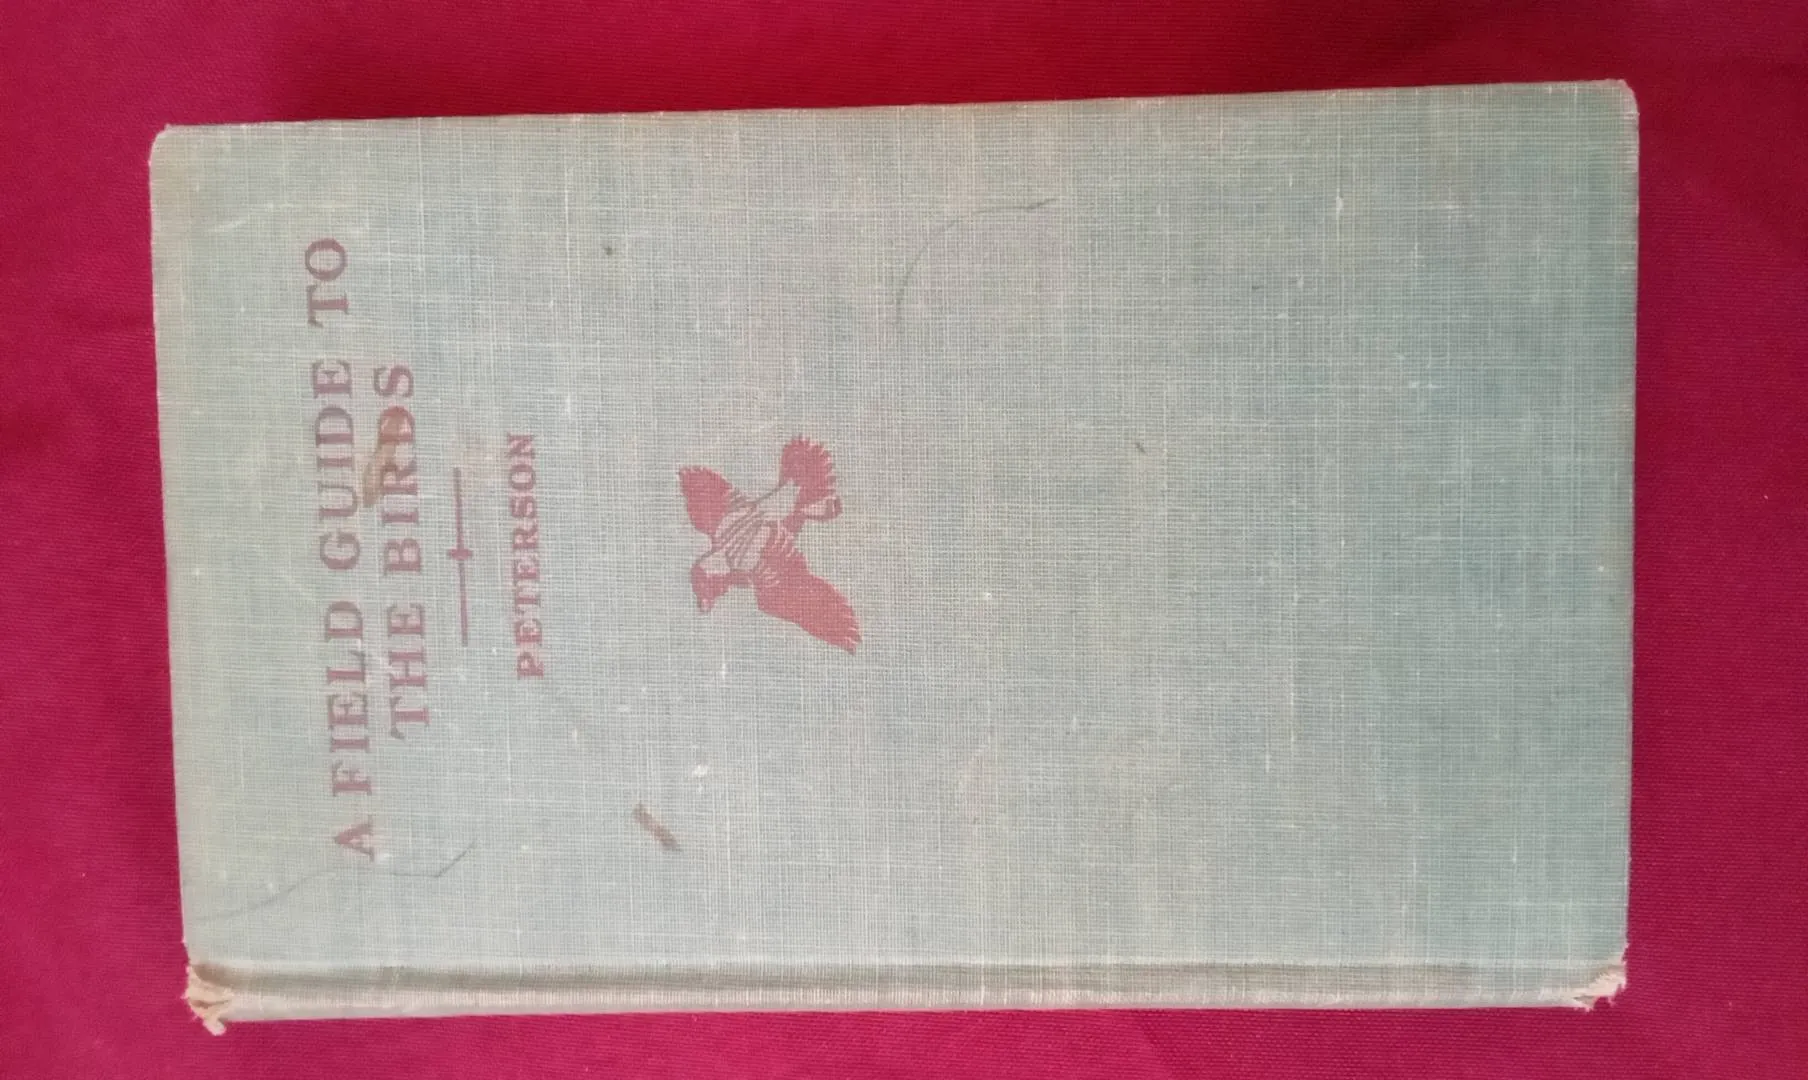 A FIELD GUIDE TO
THE BIRDS
PETERSON